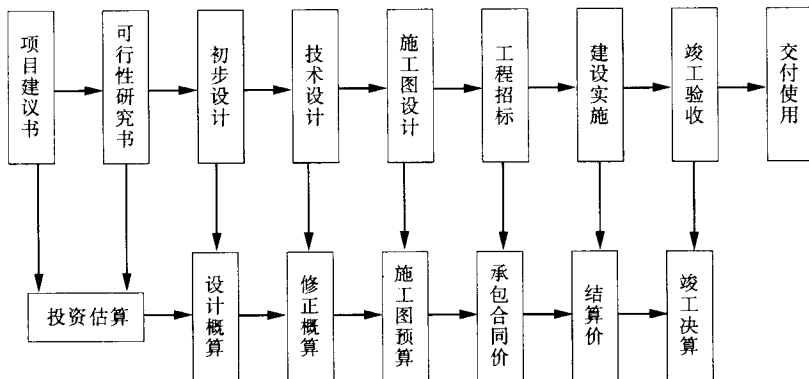 项目建议书
可行性研究书
初步设计
技术设计
施工图设计
工程招标
建设实施
竣工验收
交付使用
投资估算
设计概算
修正概算
施工图预算
承包合同价
结算价
竣工决算